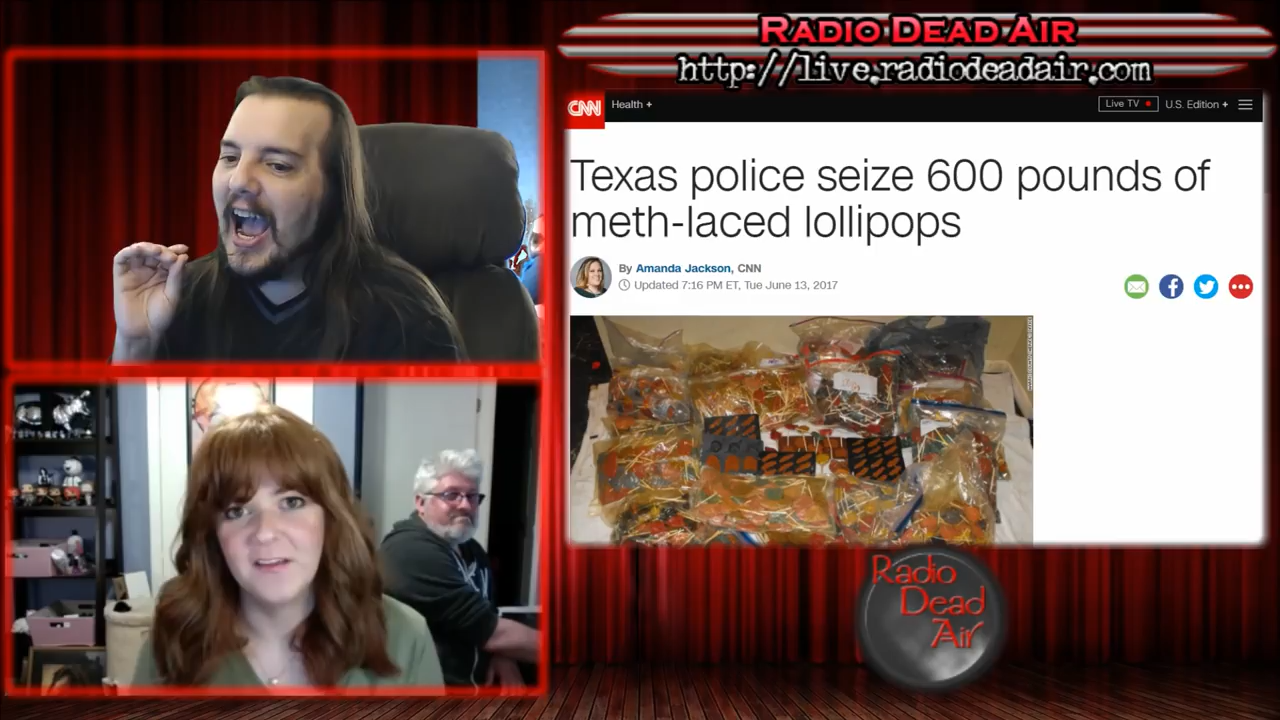 RADIO DEAD AIR
http://live.radiodeadair.com
CNN
Health +
Live TV
U.S. Edition +
Texas police seize 600 pounds of
meth-laced lollipops
By Amanda Jackson, CNN
Updated 7:16 PM ET, Tue June 13, 2017
Radio
Dead
Air